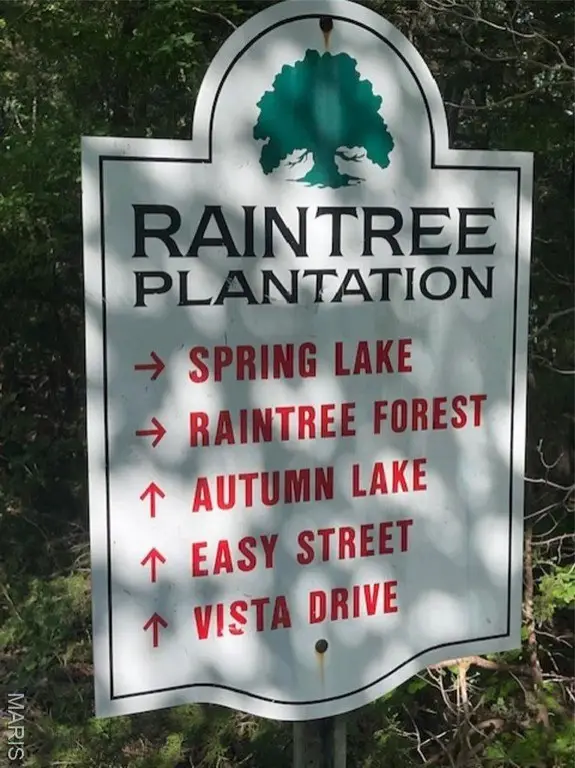 RAINTREE
PLANTATION
→ SPRING LAKE
→ RAINTREE FOREST
↑ AUTUMN LAKE
↑ EASY STREET
↑ VISTA DRIVE
MARIS